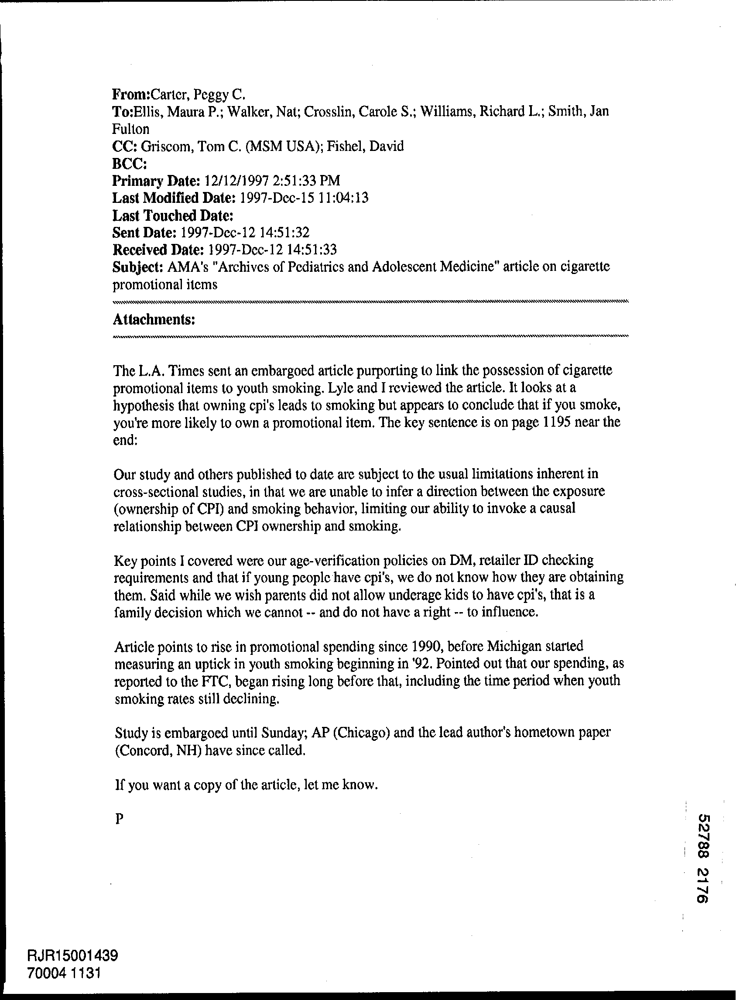 From:Carter, Peggy C.
To:Ellis, Maura P.; Walker, Nat; Crosslin, Carole S.; Williams, Richard L.; Smith, Jan
Fulton
CC: Griscom, Tom C. (MSM USA); Fishel, David
BCC:
Primary Date: 12/12/1997 2:51:33 PM
Last Modified Date: 1997-Dec-15 11:04:13
Last Touched Date:
Sent Date: 1997-Dec-12 14:51:32
Received Date: 1997-Dec-12 14:51:33
Subject: AMA's "Archives of Pediatrics and Adolescent Medicine" article on cigarette
promotional items
Attachments:
The L.A. Times sent an embargoed article purporting to link the possession of cigarette
promotional items to youth smoking. Lyle and I reviewed the article. It looks at a
hypothesis that owning cpi's leads to smoking but appears to conclude that if you smoke,
you're more likely to own a promotional item. The key sentence is on page 1195 near the
end:
Our study and others published to date are subject to the usual limitations inherent in
cross-sectional studies, in that we are unable to infer a direction between the exposure
(ownership of CPI) and smoking behavior, limiting our ability to invoke a causal
relationship between CPI ownership and smoking.
Key points I covered were our age-verification policies on DM, retailer ID checking
requirements and that if young people have cpi's, we do not know how they are obtaining
them. Said while we wish parents did not allow underage kids to have cpi's, that is a
family decision which we cannot -- and do not have a right -- to influence.
Article points to rise in promotional spending since 1990, before Michigan started
measuring an uptick in youth smoking beginning in '92. Pointed out that our spending, as
reported to the FTC, began rising long before that, including the time period when youth
smoking rates still declining.
Study is embargoed until Sunday; AP (Chicago) and the lead author's hometown paper
(Concord, NH) have since called.
If you want a copy of the article, let me know.
P
52788 2176
RJR15001439
70004 1131